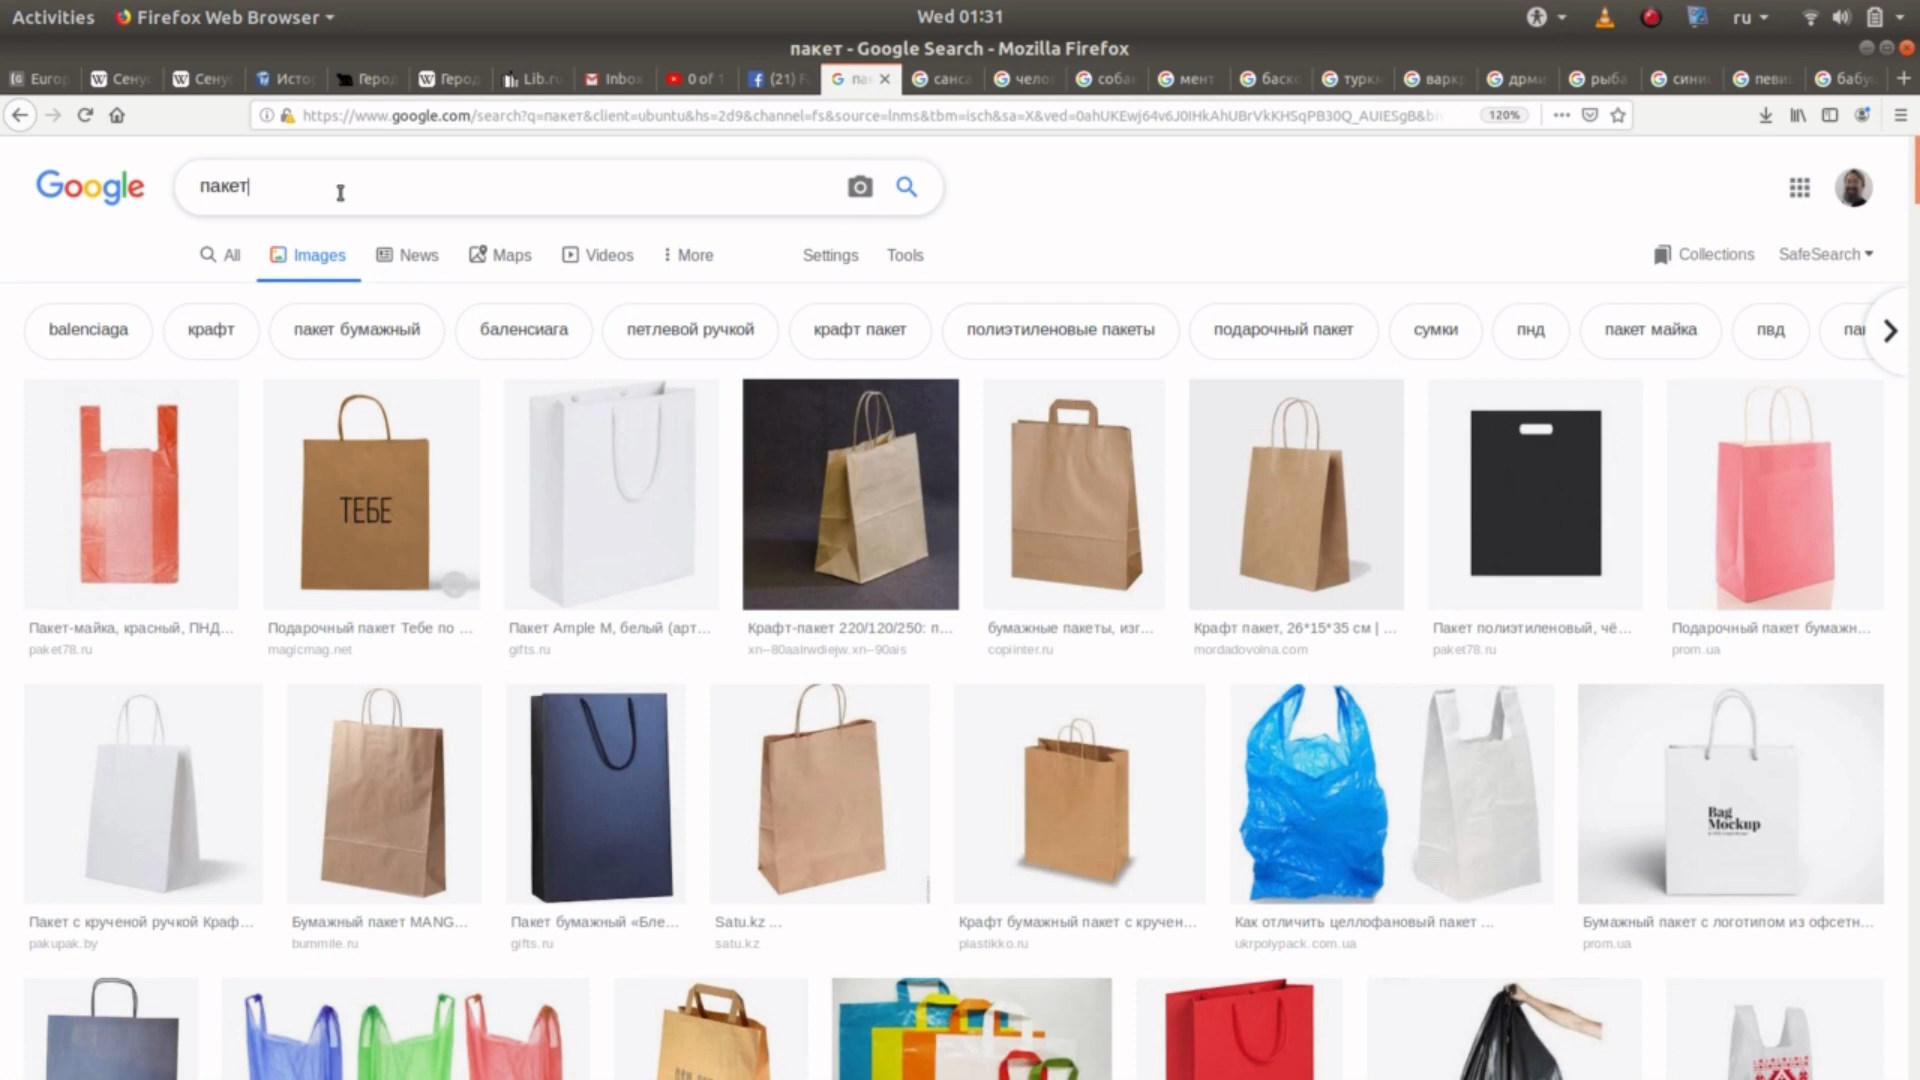 Activities Firefox Web Browser Wed 01:31 ru
пакет - Google Search - Mozilla Firefox
Europ Сенус Сенус Истор Герод Герод Lib.ru Inbox 0 of 1 (21) Fa пак санса чело соба мент баско турки варкр дрми рыба сини певи бабу
https://www.google.com/search?q=пакет&client=ubuntu&hs=2d9&channel=fs&source=lnms&tbm=isch&sa=X&ved=0ahUKEwj64v6J0IHkAhUBrVkKHSqPB30Q_AUIESgB&bi 120%
Google пакет
All Images News Maps Videos More Settings Tools Collections SafeSearch
balenciaga крафт пакет бумажный баленсиага петлевой ручкой крафт пакет полиэтиленовые пакеты подарочный пакет сумки пнд пакет майка пвд
ТЕБЕ
Пакет-майка, красный, ПНД... Подарочный пакет Тебе по ... Пакет Ample M, белый (арт... Крафт-пакет 220/120/250: п... бумажные пакеты, изг... Крафт пакет, 26*15*35 см | ... Пакет полиэтиленовый, чё... Подарочный пакет бумажн...
paket78.ru magicmag.net gifts.ru xn--80aalrwdiejw.xn--90ais copiinter.ru mordadovolna.com paket78.ru prom.ua
Bag
Mockup
Пакет с крученой ручкой Краф... Бумажный пакет MANG... Пакет бумажный «Бле... Satu.kz ... Крафт бумажный пакет с кручен... Как отличить целлофановый пакет ... Бумажный пакет с логотипом из офсетн...
pakupak.by bummile.ru gifts.ru satu.kz plastikko.ru ukrpolypack.com.ua prom.ua